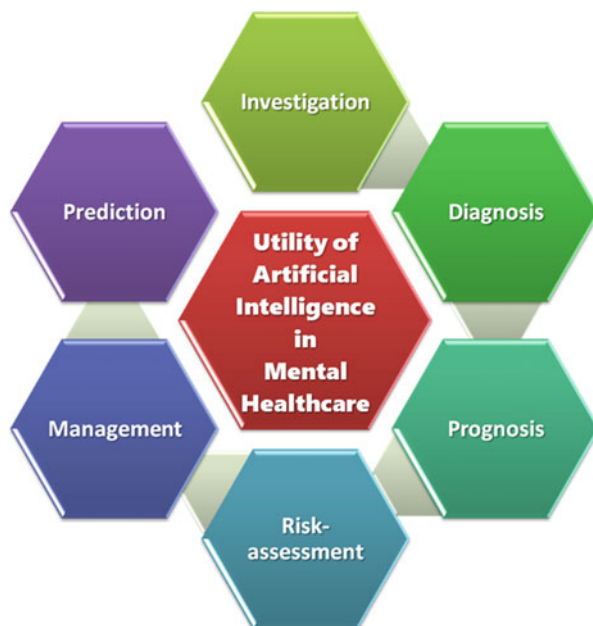 Investigation
Diagnosis
Prognosis
Risk-
assessment
Management
Prediction
Utility of
Artificial
Intelligence
in
Mental
Healthcare